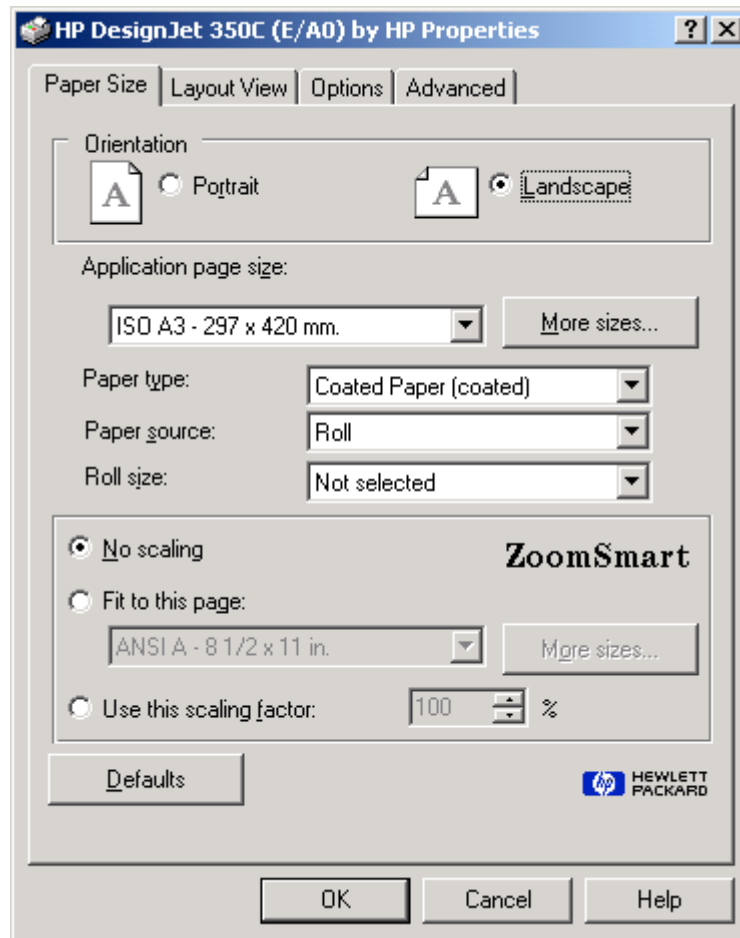 HP DesignJet 350C (E/A0) by HP Properties
Paper Size Layout View Options Advanced
Orientation
A Portrait A Landscape
Application page size:
ISO A3 - 297 x 420 mm. More sizes...
Paper type: Coated Paper (coated)
Paper source: Roll
Roll size: Not selected
No scaling ZoomSmart
Fit to this page:
ANSI A - 8 1/2 x 11 in. More sizes...
Use this scaling factor: 100 %
Defaults hp HEWLETT
PACKARD
OK Cancel Help